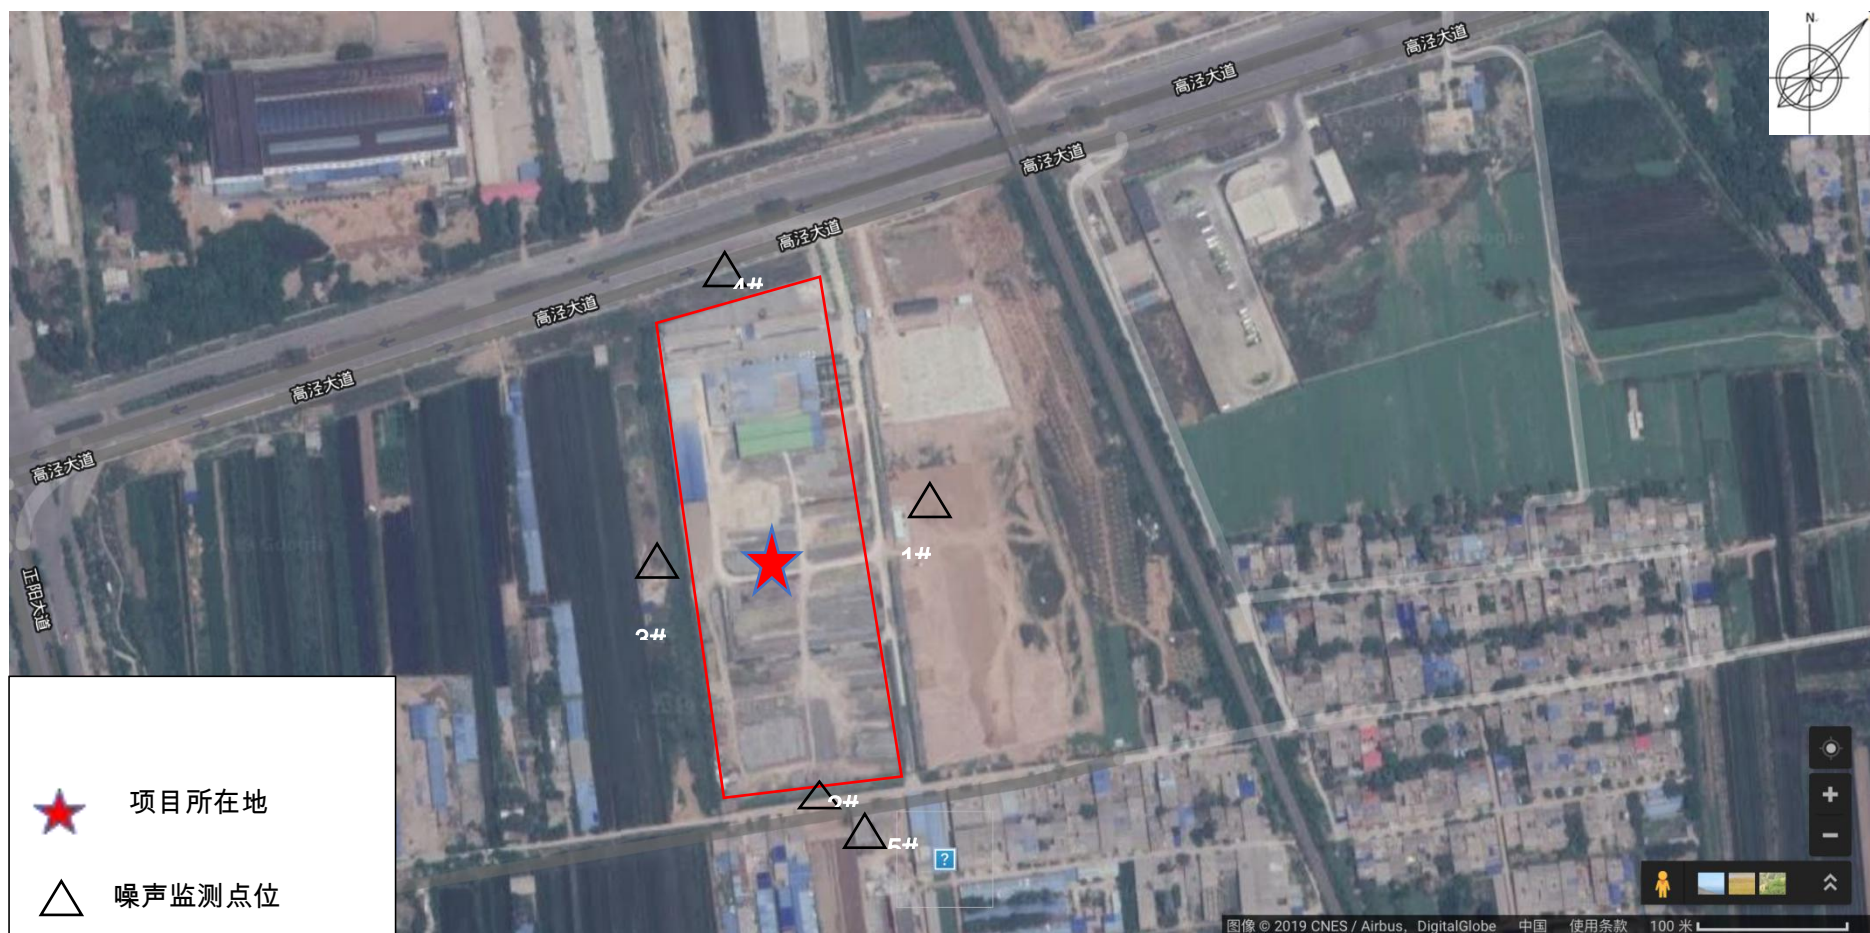 N
高泾大道
高泾大道
高泾大道
高泾大道
4#
高泾大道
高泾大道
高泾大道
1#
正阳大道
3#
2#
5#
?
项目所在地
噪声监测点位
图像 © 2019 CNES / Airbus, DigitalGlobe 中国 使用条款 100 米